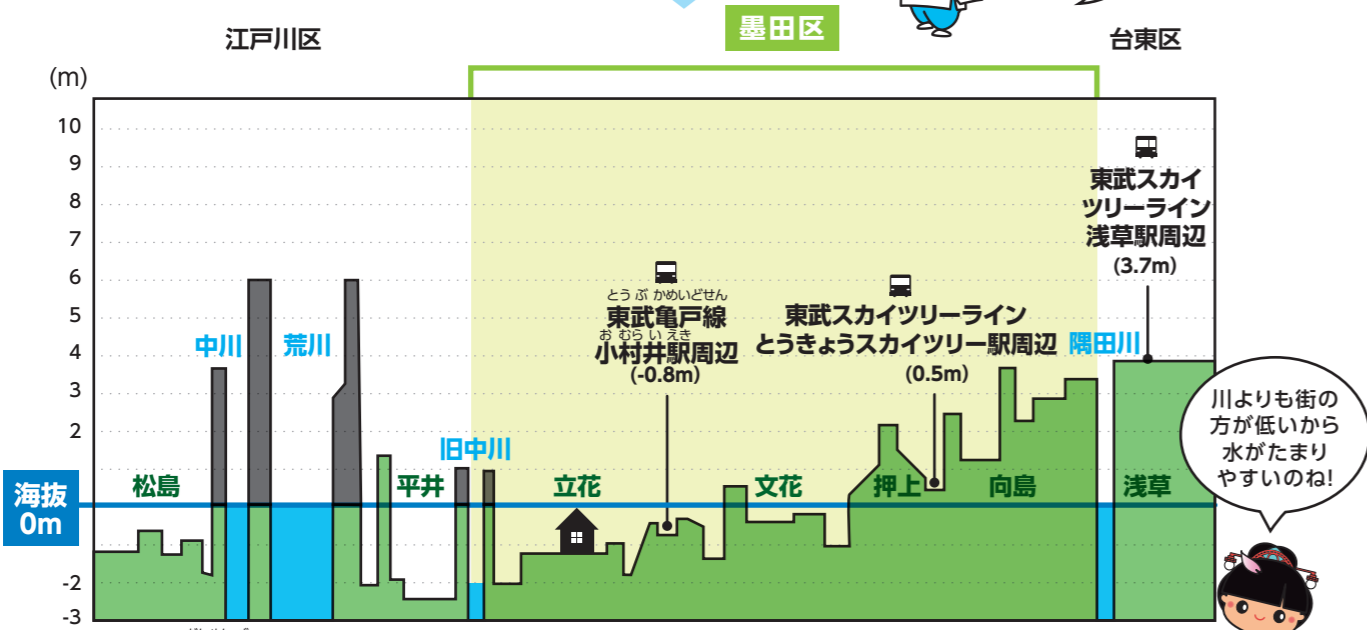 墨田区
江戸川区
台東区
(m)
10
9
8
7
6
5
4
3
2
海抜
0m
-2
-3
中川
荒川
旧中川
隅田川
松島
平井
立花
文花
押上
向島
浅草
とうぶかめいどせん
東武亀戸線
おむらいえき
小村井駅周辺
(-0.8m)
東武スカイツリーライン
とうきょうスカイツリー駅周辺
(0.5m)
東武スカイ
ツリーライン
浅草駅周辺
(3.7m)
川よりも街の
方が低いから
水がたまり
やすいのね!